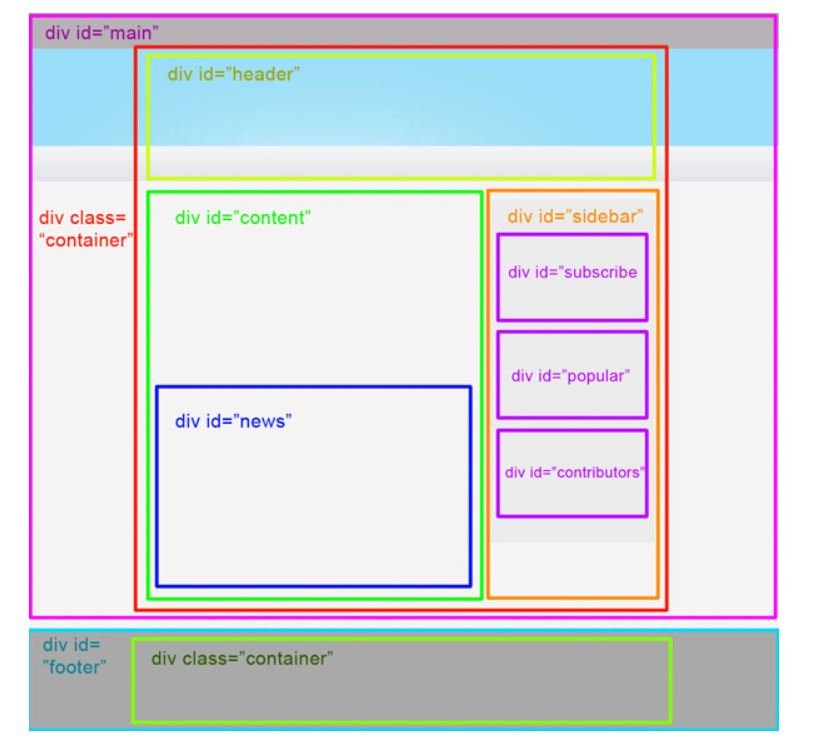 div id="main"
div id="header"
div class=
"container"
div id="content"
div id="sidebar"
div id="subscribe
div id="popular"
div id="news"
div id="contributors"
div id=
"footer"
div class="container"